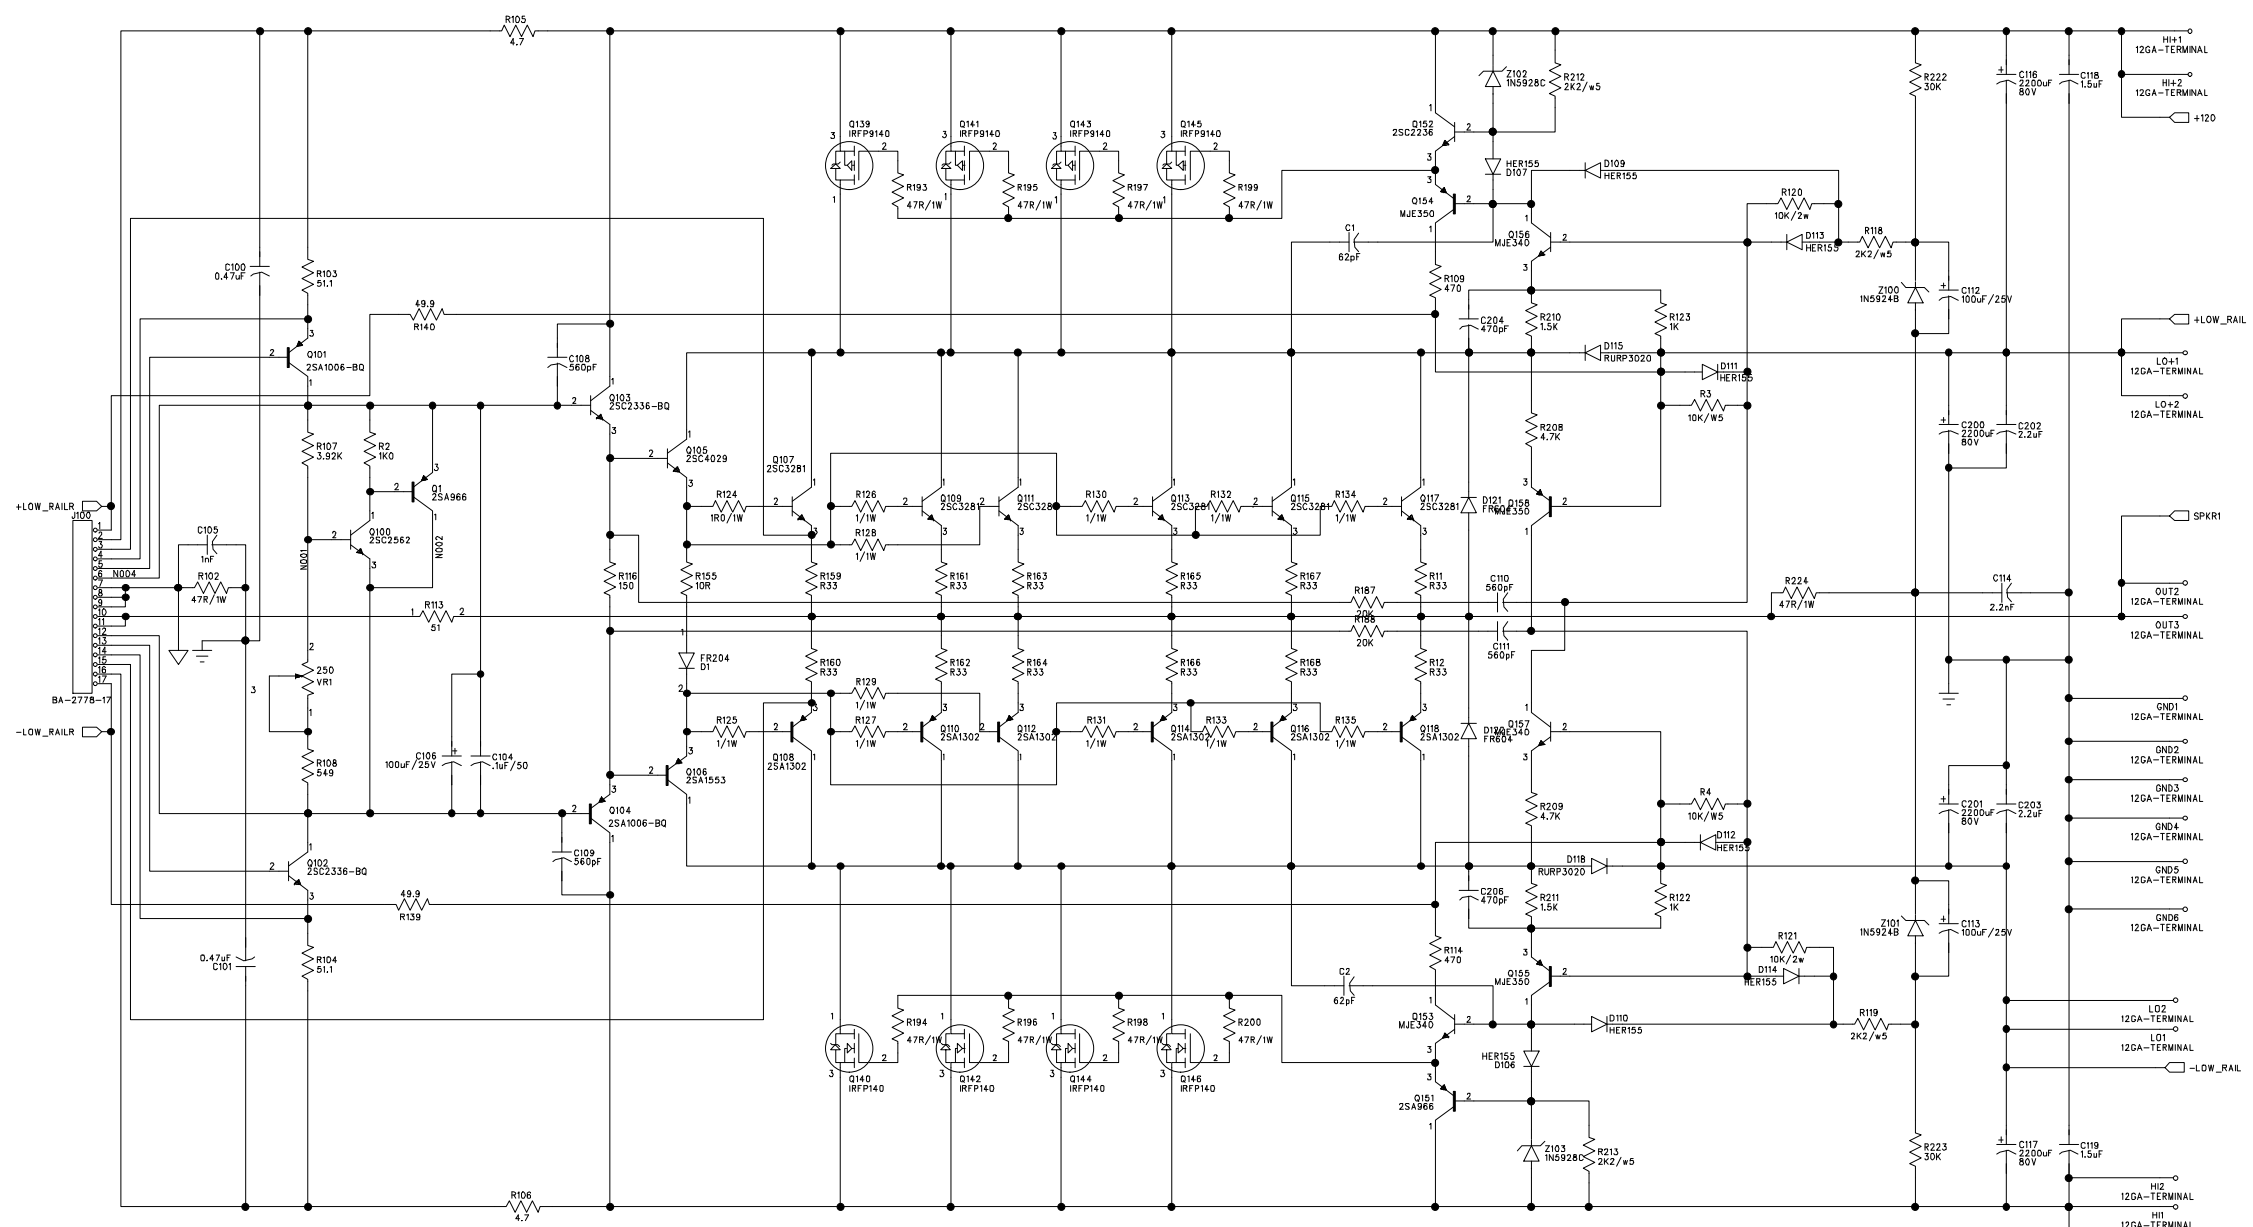 R105
4.7
HI+1
12GA-TERMINAL
HI+2
12GA-TERMINAL
+120
Z102
1N5928C
R212
2K2/w5
R222
30K
C116
2200uF
80V
C118
1.5uF
Q139
IRFP9140
Q141
IRFP9140
Q143
IRFP9140
Q145
IRFP9140
Q152
2SC2236
R193
47R/1W
R195
47R/1W
R197
47R/1W
R199
47R/1W
HER155
D107
D109
HER155
R120
10K/2w
Q154
MJE350
Q156
MJE340
D113
HER155
R118
2K2/w5
C1
62pF
C100
0.47uF
R103
51.1
R109
470
Z100
1N5924B
C112
100uF/25V
49.9
R140
C204
470pF
R210
1.5K
R123
1K
+LOW_RAIL
Q101
2SA1006-BQ
C108
560pF
D115
RURP3020
D111
HER155
LO+1
12GA-TERMINAL
LO+2
12GA-TERMINAL
Q103
2SC2336-BQ
R3
10K/W5
R107
3.92K
R2
1K0
R208
4.7K
C200
2200uF
80V
C202
2.2uF
Q105
2SC4029
Q107
2SC3281
Q1
2SA966
R124
1R0/1W
R126
1/1W
Q109
2SC3281
Q111
2SC3281
R130
1/1W
Q113
2SC3281
R132
1/1W
Q115
2SC3281
R134
1/1W
Q117
2SC3281
D121
FR604
Q158
MJE350
+LOW_RAILR
J100
SPKR1
C105
1nF
Q100
2SC2562
R128
1/1W
N001
N002
N004
R102
47R/1W
R116
150
R155
10R
R159
R33
R161
R33
R163
R33
R165
R33
R167
R33
R11
R33
C110
560pF
R187
20K
R224
47R/1W
C114
2.2nF
OUT2
12GA-TERMINAL
OUT3
12GA-TERMINAL
R113
51
R188
20K
C111
560pF
1
2
3
4
5
6
7
8
9
10
11
12
13
14
15
16
17
BA-2778-17
250
VR1
3
FR204
D1
R160
R33
R162
R33
R164
R33
R166
R33
R168
R33
R12
R33
R129
1/1W
GND1
12GA-TERMINAL
-LOW_RAILR
R125
1/1W
R127
1/1W
Q110
2SA1302
Q112
2SA1302
R131
1/1W
Q114
2SA1302
R133
1/1W
Q116
2SA1302
R135
1/1W
Q118
2SA1302
FR604
Q157
MJE340
GND2
12GA-TERMINAL
R108
549
C106
100uF/25V
C104
.1uF/50
Q106
2SA1553
Q108
2SA1302
GND3
12GA-TERMINAL
Q104
2SA1006-BQ
R209
4.7K
R4
10K/W5
C201
2200uF
80V
C203
2.2uF
GND4
12GA-TERMINAL
D112
HER155
Q102
2SC2336-BQ
C109
560pF
D118
RURP3020
GND5
12GA-TERMINAL
49.9
R139
C206
470pF
R211
1.5K
R122
1K
GND6
12GA-TERMINAL
Z101
1N5924B
C113
100uF/25V
0.47uF
C101
R104
51.1
R114
470
R121
10K/2w
D114
HER155
Q155
MJE350
C2
62pF
R194
47R/1W
R196
47R/1W
R198
47R/1W
R200
47R/1W
Q153
MJE340
D110
HER155
R119
2K2/w5
LO2
12GA-TERMINAL
LO1
12GA-TERMINAL
HER155
D106
-LOW_RAIL
Q140
IRFP140
Q142
IRFP140
Q144
IRFP140
Q146
IRFP140
Q151
2SA966
Z103
1N5928C
R213
2K2/w5
R223
30K
C117
2200uF
80V
C119
1.5uF
R106
4.7
HI2
12GA-TERMINAL
HI1
12GA-TERMINAL